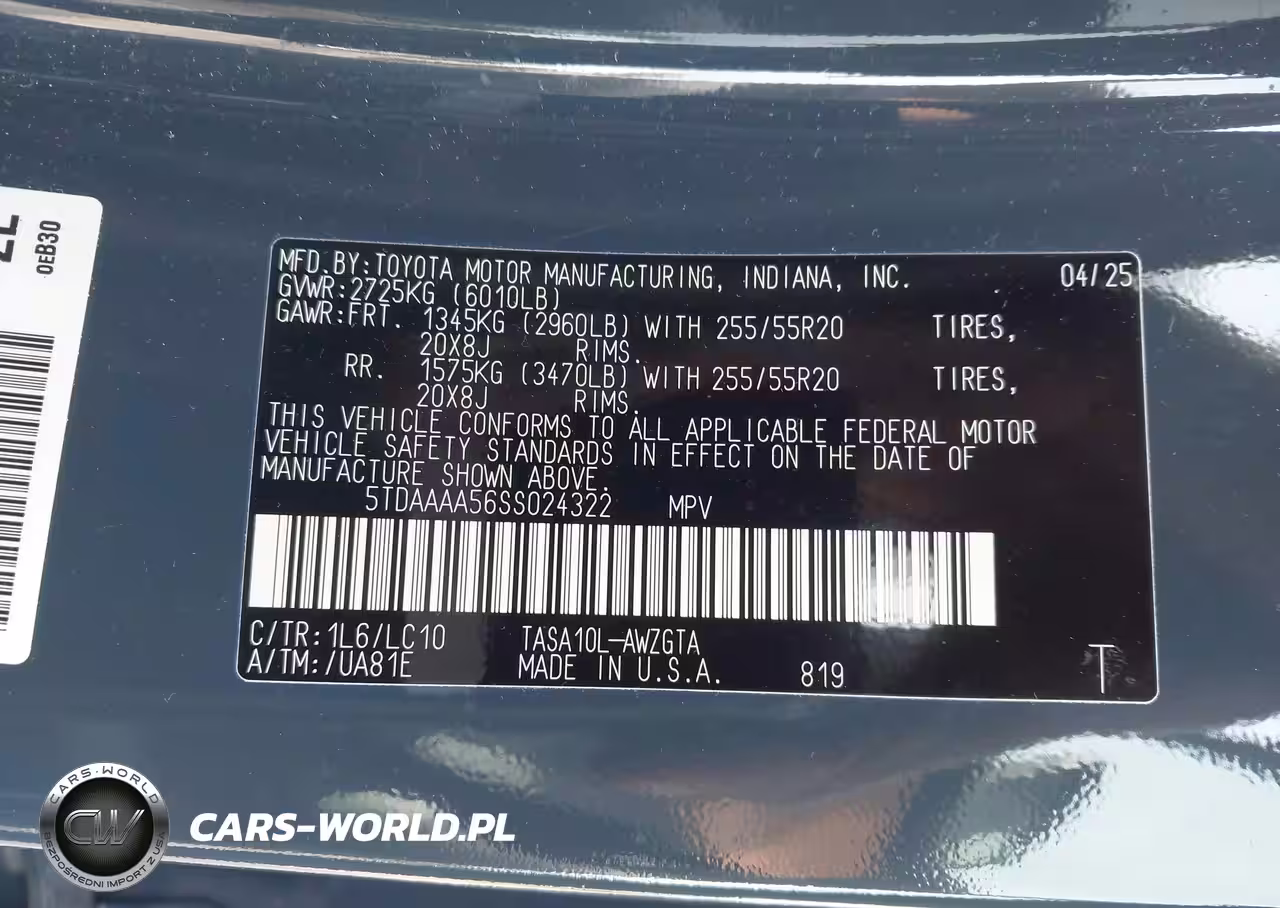 0EB30
MFD.BY:TOYOTA MOTOR MANUFACTURING, INDIANA, INC. 04/25
GVWR:2725KG (6010LB)
GAWR:FRT. 1345KG (2960LB) WITH 255/55R20 TIRES,
20X8J RIMS.
RR. 1575KG (3470LB) WITH 255/55R20 TIRES,
20X8J RIMS.
THIS VEHICLE CONFORMS TO ALL APPLICABLE FEDERAL MOTOR
VEHICLE SAFETY STANDARDS IN EFFECT ON THE DATE OF
MANUFACTURE SHOWN ABOVE.
5TDAAAA56SS024322 MPV
C/TR:1L6/LC10 TASA10L-AWZGTA
A/TM:/UA81E MADE IN U.S.A. 819 T
CARS-WORLD
CW
BEZPOŚREDNI IMPORT Z USA
CARS-WORLD.PL